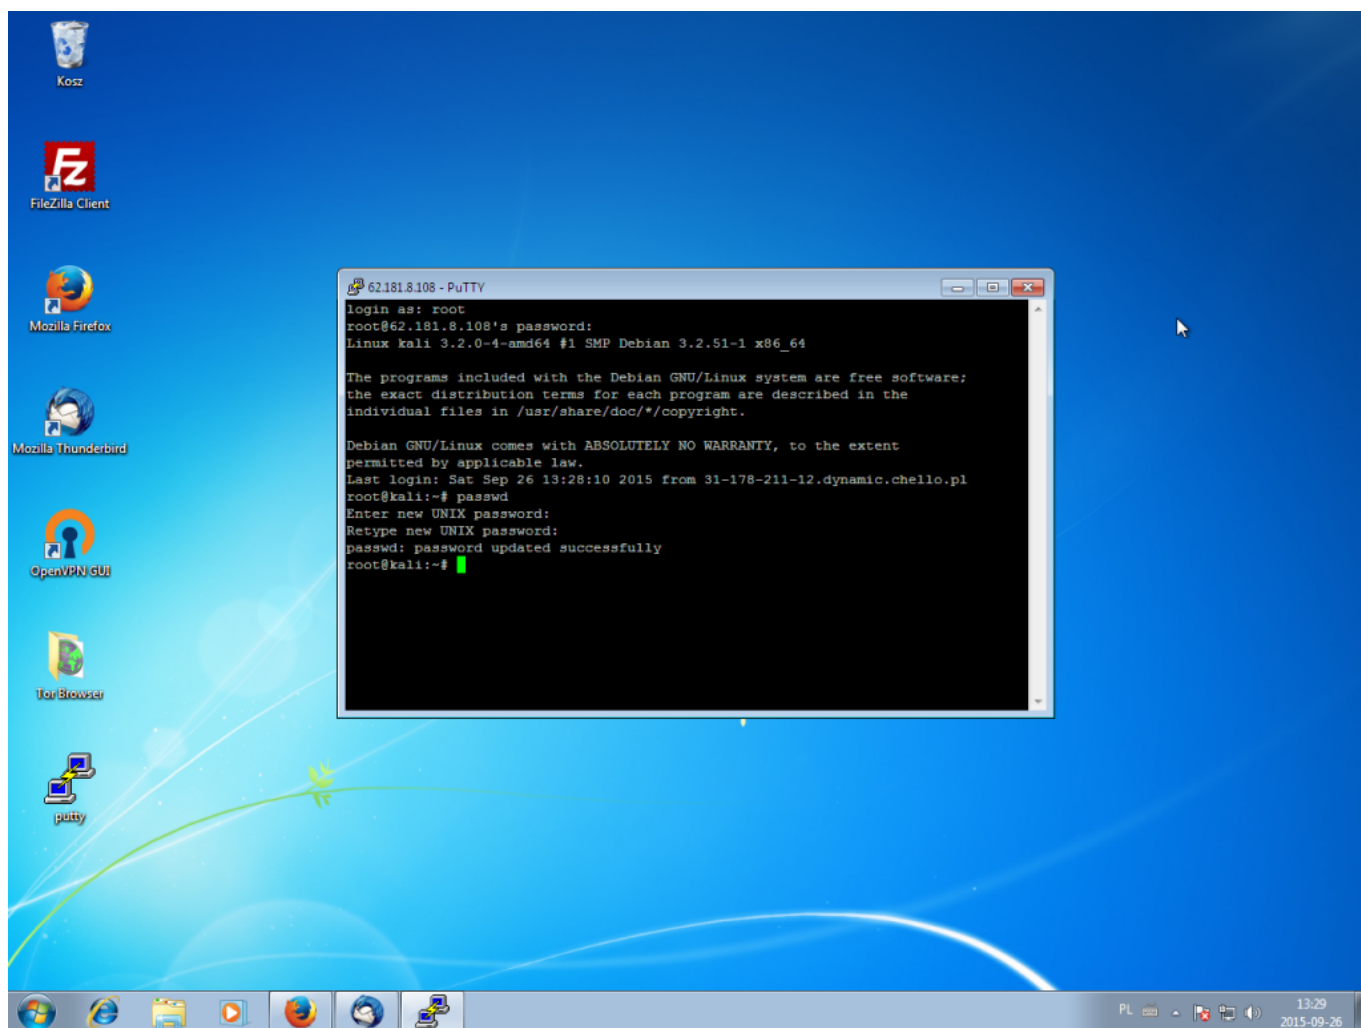 Kosz
FileZilla Client
Mozilla Firefox
Mozilla Thunderbird
OpenVPN GUI
Tor Browser
putty
62.181.8.108 - PuTTY
login as: root
root@62.181.8.108's password:
Linux kali 3.2.0-4-amd64 #1 SMP Debian 3.2.51-1 x86_64
The programs included with the Debian GNU/Linux system are free software;
the exact distribution terms for each program are described in the
individual files in /usr/share/doc/*/copyright.
Debian GNU/Linux comes with ABSOLUTELY NO WARRANTY, to the extent
permitted by applicable law.
Last login: Sat Sep 26 13:28:10 2015 from 31-178-211-12.dynamic.chello.pl
root@kali:~# passwd
Enter new UNIX password:
Retype new UNIX password:
passwd: password updated successfully
root@kali:~#
PL
13:29
2015-09-26